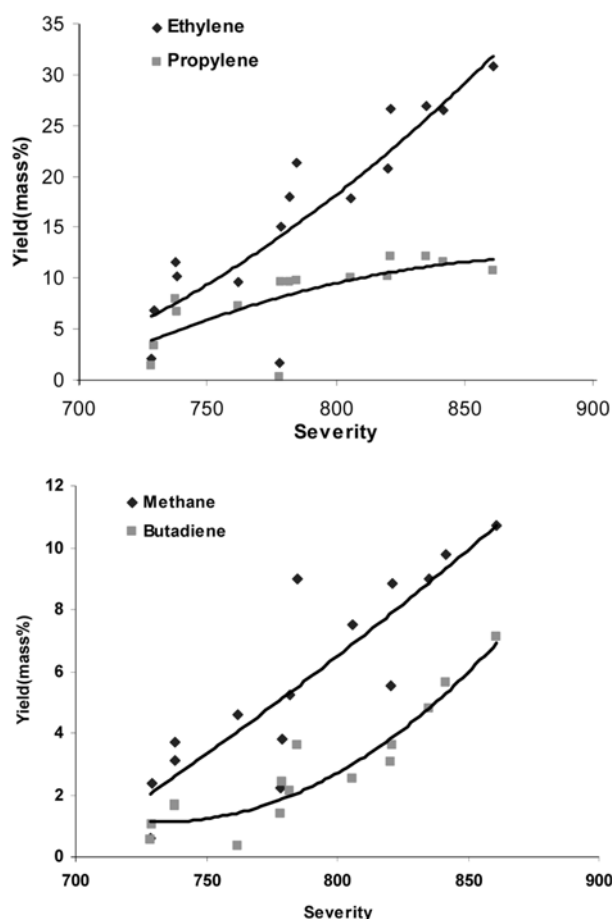 Ethylene
Propylene
35
30
25
20
15
10
5
0
Yield(mass%)
700 750 800 850 900
Severity
Methane
Butadiene
12
10
8
6
4
2
0
Yield(mass%)
700 750 800 850 900
Severity